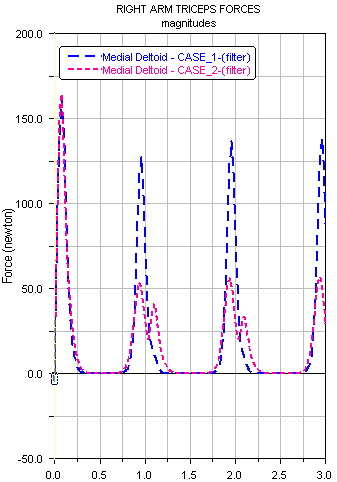 RIGHT ARM TRICEPS FORCES
magnitudes
200.0
Medial Deltoid - CASE_1-(filter)
Medial Deltoid - CASE_2-(filter)
150.0
100.0
Force (newton)
50.0
0.0
-50.0
0.0 0.5 1.0 1.5 2.0 2.5 3.0